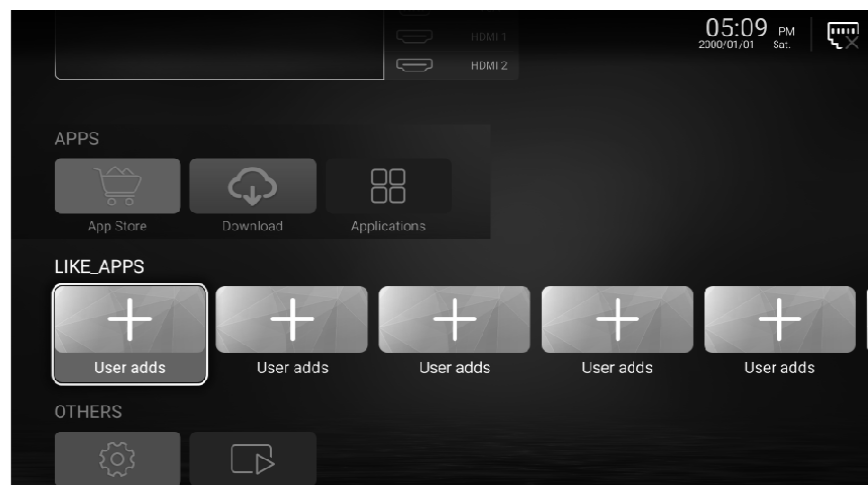 HDMI 1
05:09 PM
2000/01/01 Sat.
HDMI 2
APPS
App Store Download Applications
LIKE_APPS
User adds User adds User adds User adds User adds
OTHERS